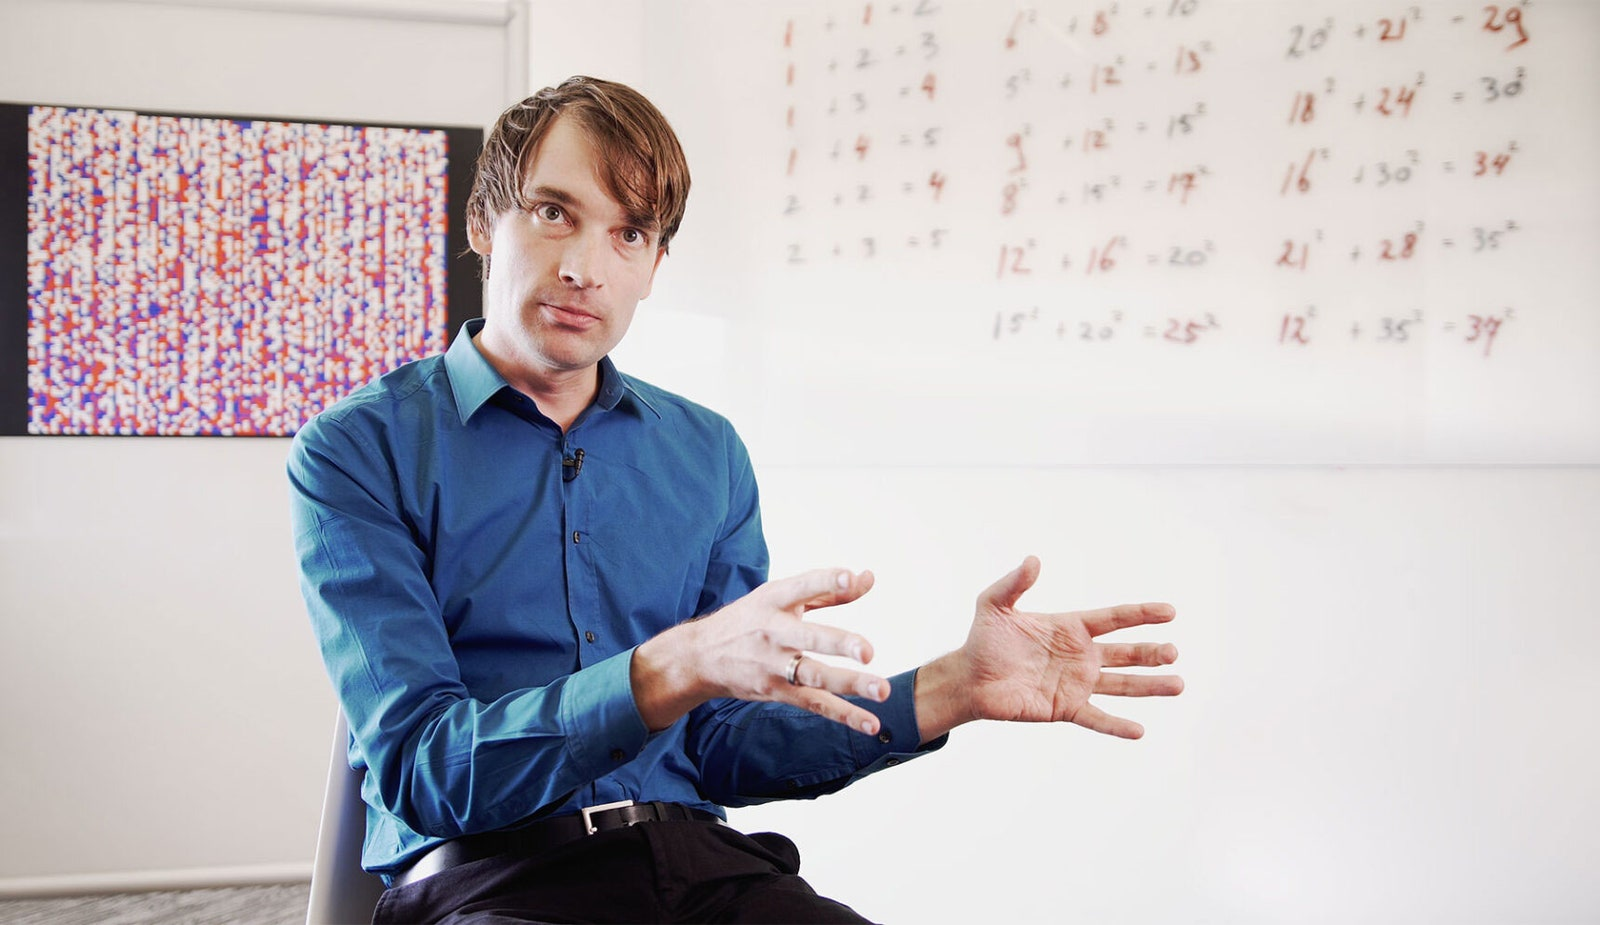 1 + 1 = 2
1 + 2 = 3
1 + 3 = 4
1 + 4 = 5
2 + 2 = 4
2 + 3 = 5
6² + 8² = 10
5² + 12² = 13²
9² + 12² = 15²
8² + 15² = 17²
12² + 16² = 20²
15² + 20² = 25²
20² + 21² = 29²
18² + 24² = 30²
16² + 30² = 34²
21² + 28² = 35²
12² + 35² = 37²